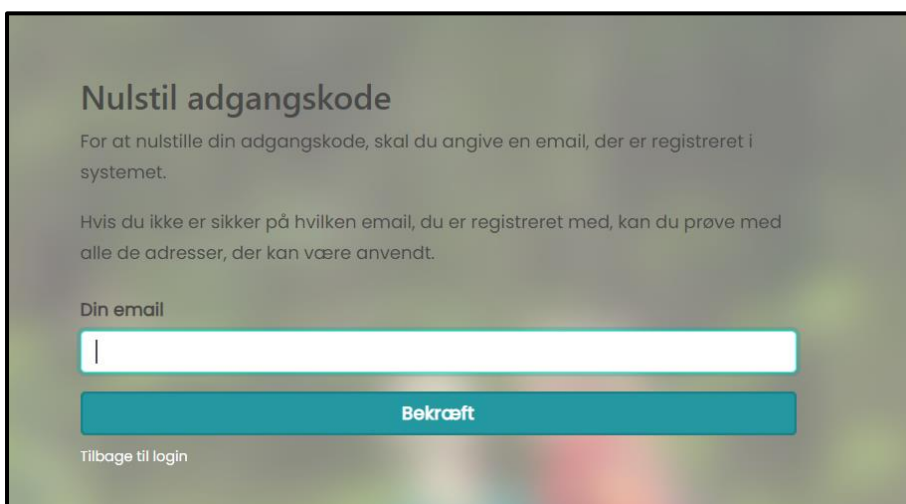 Nulstil adgangskode
For at nulstille din adgangskode, skal du angive en email, der er registreret i
systemet.
Hvis du ikke er sikker på hvilken email, du er registreret med, kan du prøve med
alle de adresser, der kan være anvendt.
Din email
Bekræft
Tilbage til login